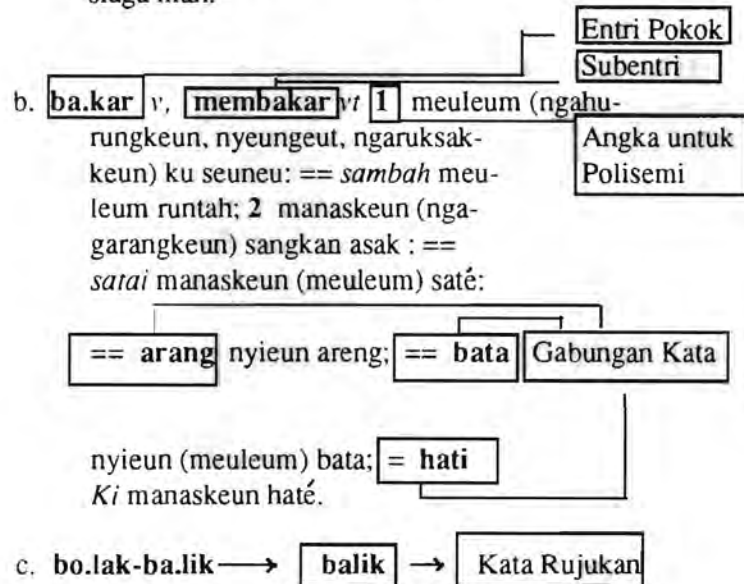 Entri Pokok
Subentri
b. ba.kar v, membakar vt 1 meuleum (ngahu-
rungkeun, nyeungeut, ngaruksak-
keun) ku seuneu: == sambah meu-
leum runtah; 2 manaskeun (nga-
garangkeun) sangkan asak : ==
satai manaskeun (meuleum) saté:
Angka untuk
Polisemi
== arang nyieun areng; == bata Gabungan Kata
nyieun (meuleum) bata; = hati
Ki manaskeun haté.
c. bo.lak-ba.lik → balik → Kata Rujukan